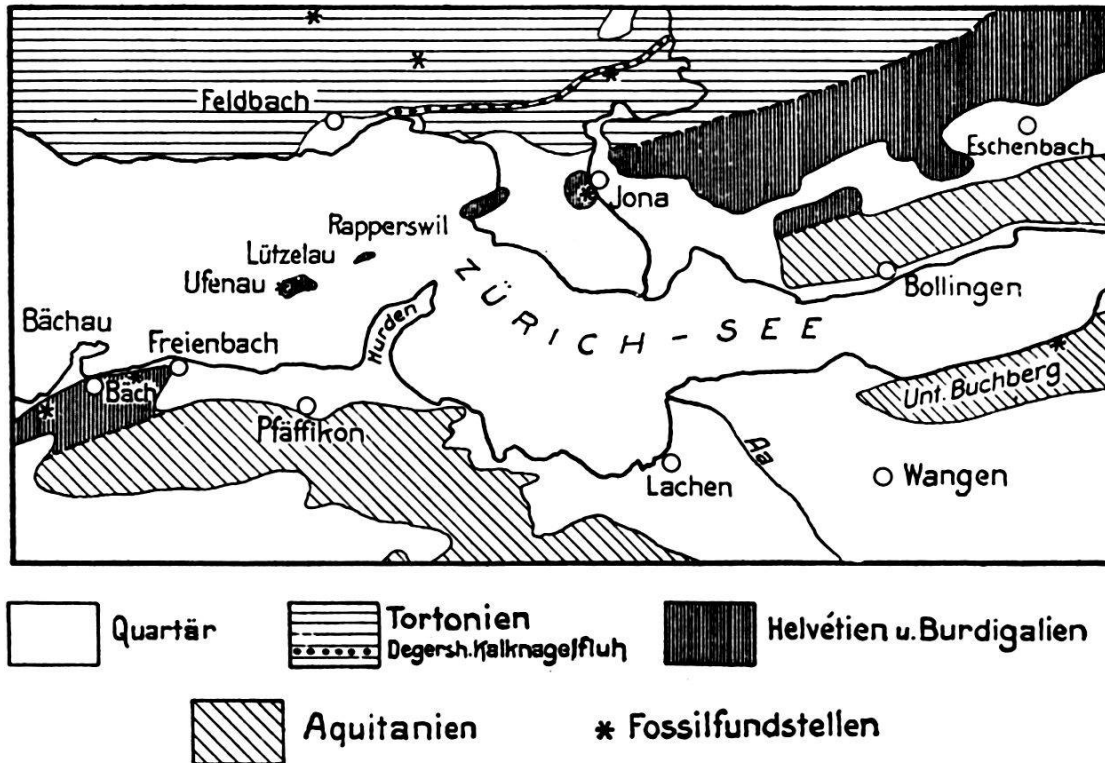 Feldbach
Eschenbach
Jona
Rapperswil
Lützelau
Ufenau
ZÜRICH-SEE
Bollingen
Bächau
Freienbach
Hurden
Bäch
Unt. Buchberg
Pfäffikon
Aa
Lachen
Wangen
Quartär
Tortonien
Degersh. Kalknagelfluh
Helvétien u. Burdigalien
Aquitanien
* Fossilfundstellen